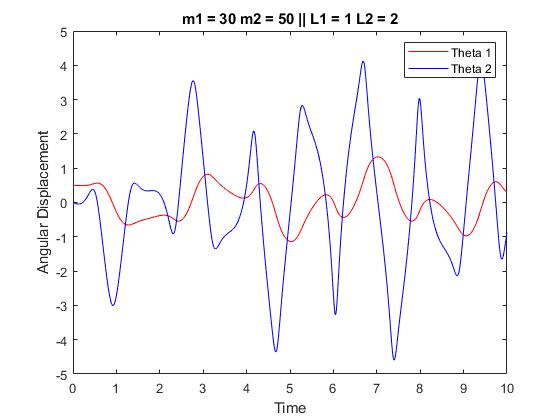 m1 = 30 m2 = 50 || L1 = 1 L2 = 2
5
4
3
2
1
0
-1
-2
-3
-4
-5
Angular Displacement
Theta 1
Theta 2
0 1 2 3 4 5 6 7 8 9 10
Time